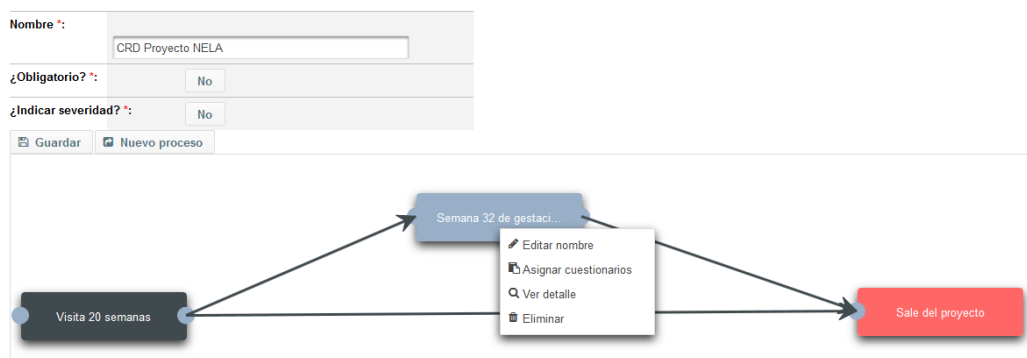 Nombre *:
CRD Proyecto NELA
¿Obligatorio? *:
No
¿Indicar severidad? *:
No
Guardar
Nuevo proceso
Semana 32 de gestaci...
Editar nombre
Asignar cuestionarios
Ver detalle
Eliminar
Visita 20 semanas
Sale del proyecto